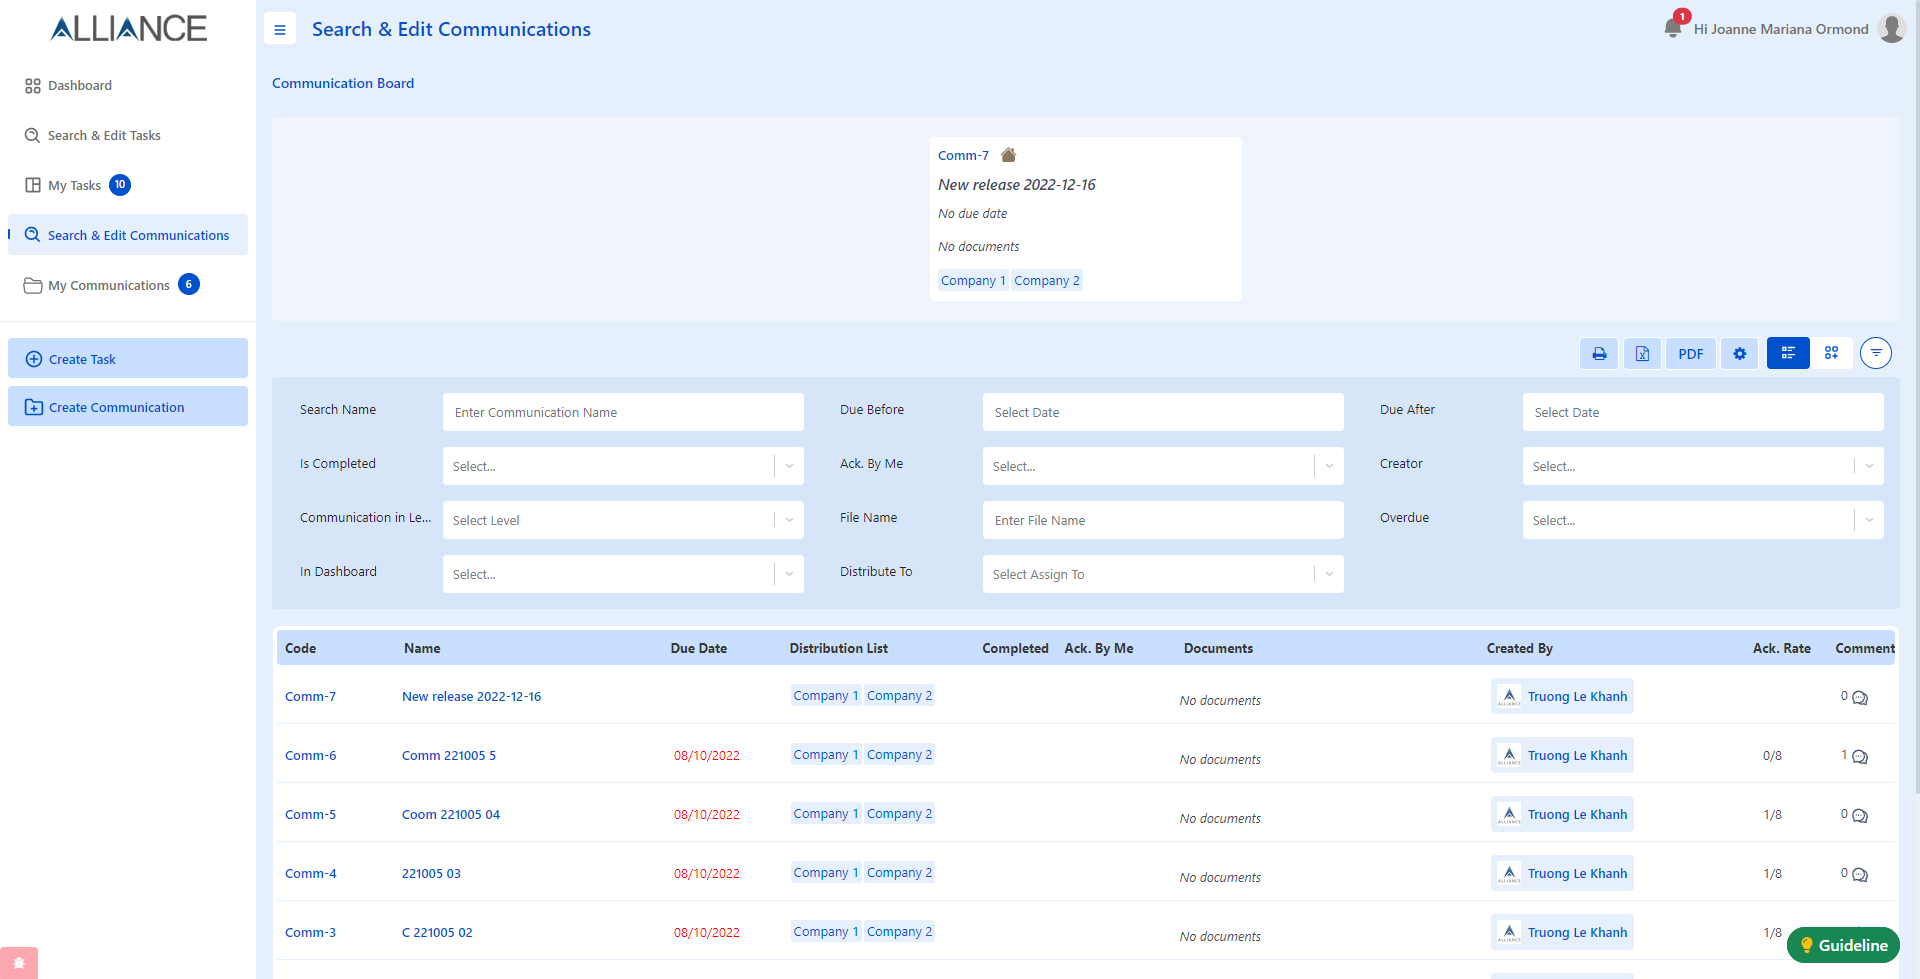 ALLIANCE
Search & Edit Communications
1
Hi Joanne Mariana Ormond
Dashboard
Search & Edit Tasks
My Tasks 10
Search & Edit Communications
My Communications 6
Create Task
Create Communication
Communication Board
Comm-7
New release 2022-12-16
No due date
No documents
Company 1 Company 2
PDF
Search Name Enter Communication Name Due Before Select Date Due After Select Date
Is Completed Select... Ack. By Me Select... Creator Select...
Communication in Le... Select Level File Name Enter File Name Overdue Select...
In Dashboard Select... Distribute To Select Assign To
Code Name Due Date Distribution List Completed Ack. By Me Documents Created By Ack. Rate Comment
Comm-7 New release 2022-12-16 Company 1 Company 2 No documents Truong Le Khanh 0
Comm-6 Comm 221005 5 08/10/2022 Company 1 Company 2 No documents Truong Le Khanh 0/8 1
Comm-5 Coom 221005 04 08/10/2022 Company 1 Company 2 No documents Truong Le Khanh 1/8 0
Comm-4 221005 03 08/10/2022 Company 1 Company 2 No documents Truong Le Khanh 1/8 0
Comm-3 C 221005 02 08/10/2022 Company 1 Company 2 No documents Truong Le Khanh 1/8
Guideline